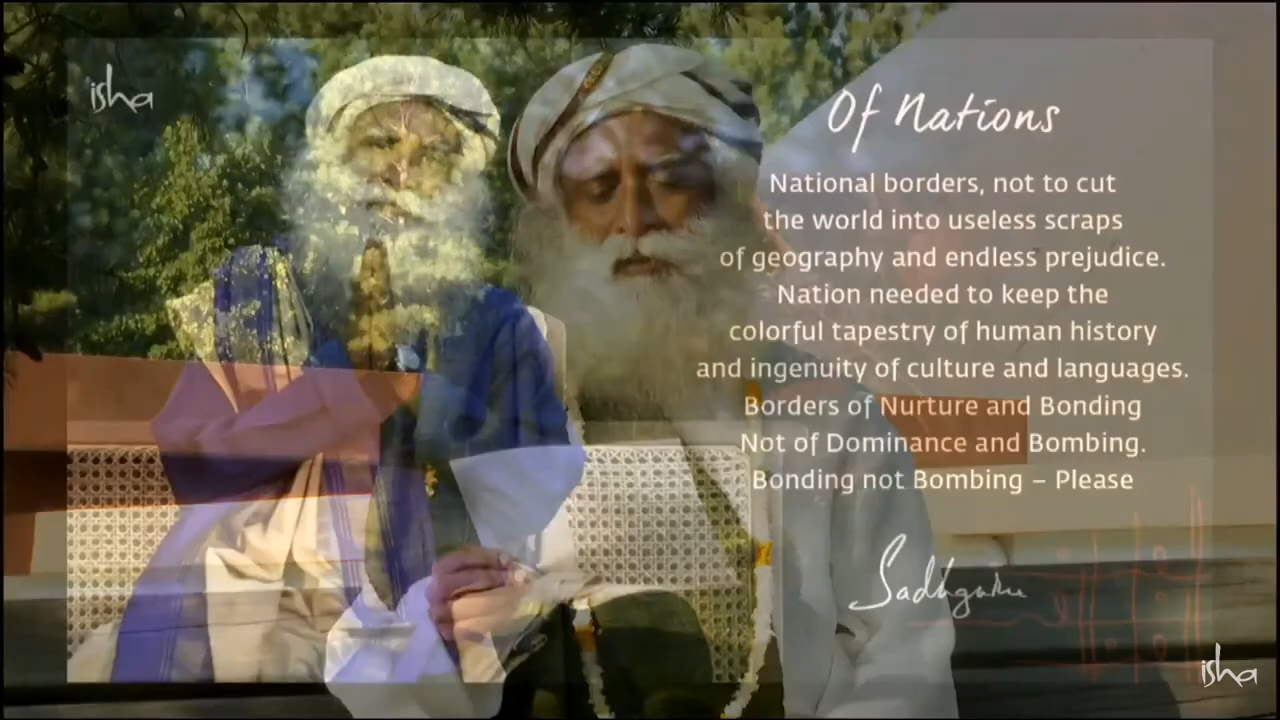 isha
Of Nations
National borders, not to cut
the world into useless scraps
of geography and endless prejudice.
Nation needed to keep the
colorful tapestry of human history
and ingenuity of culture and languages.
Borders of Nurture and Bonding
Not of Dominance and Bombing.
Bonding not Bombing – Please
Sadhguru
isha